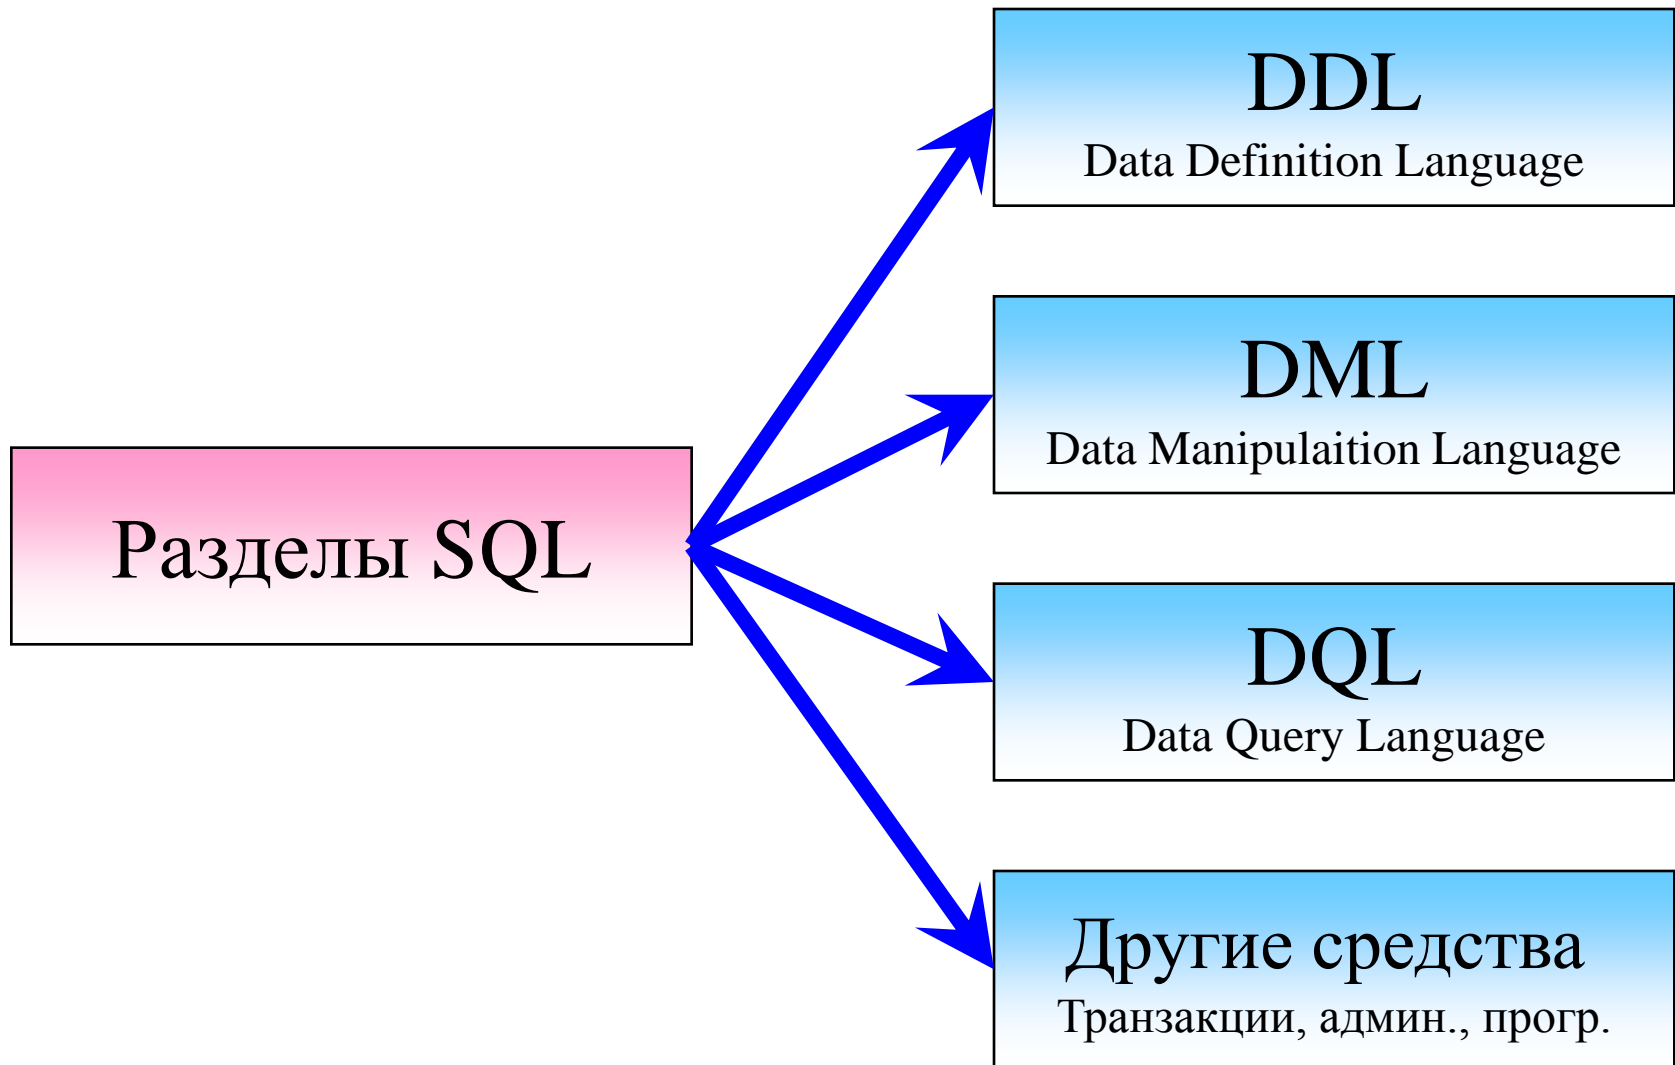 Разделы SQL
DDL
Data Definition Language
DML
Data Manipulaition Language
DQL
Data Query Language
Другие средства
Транзакции, админ., прогр.